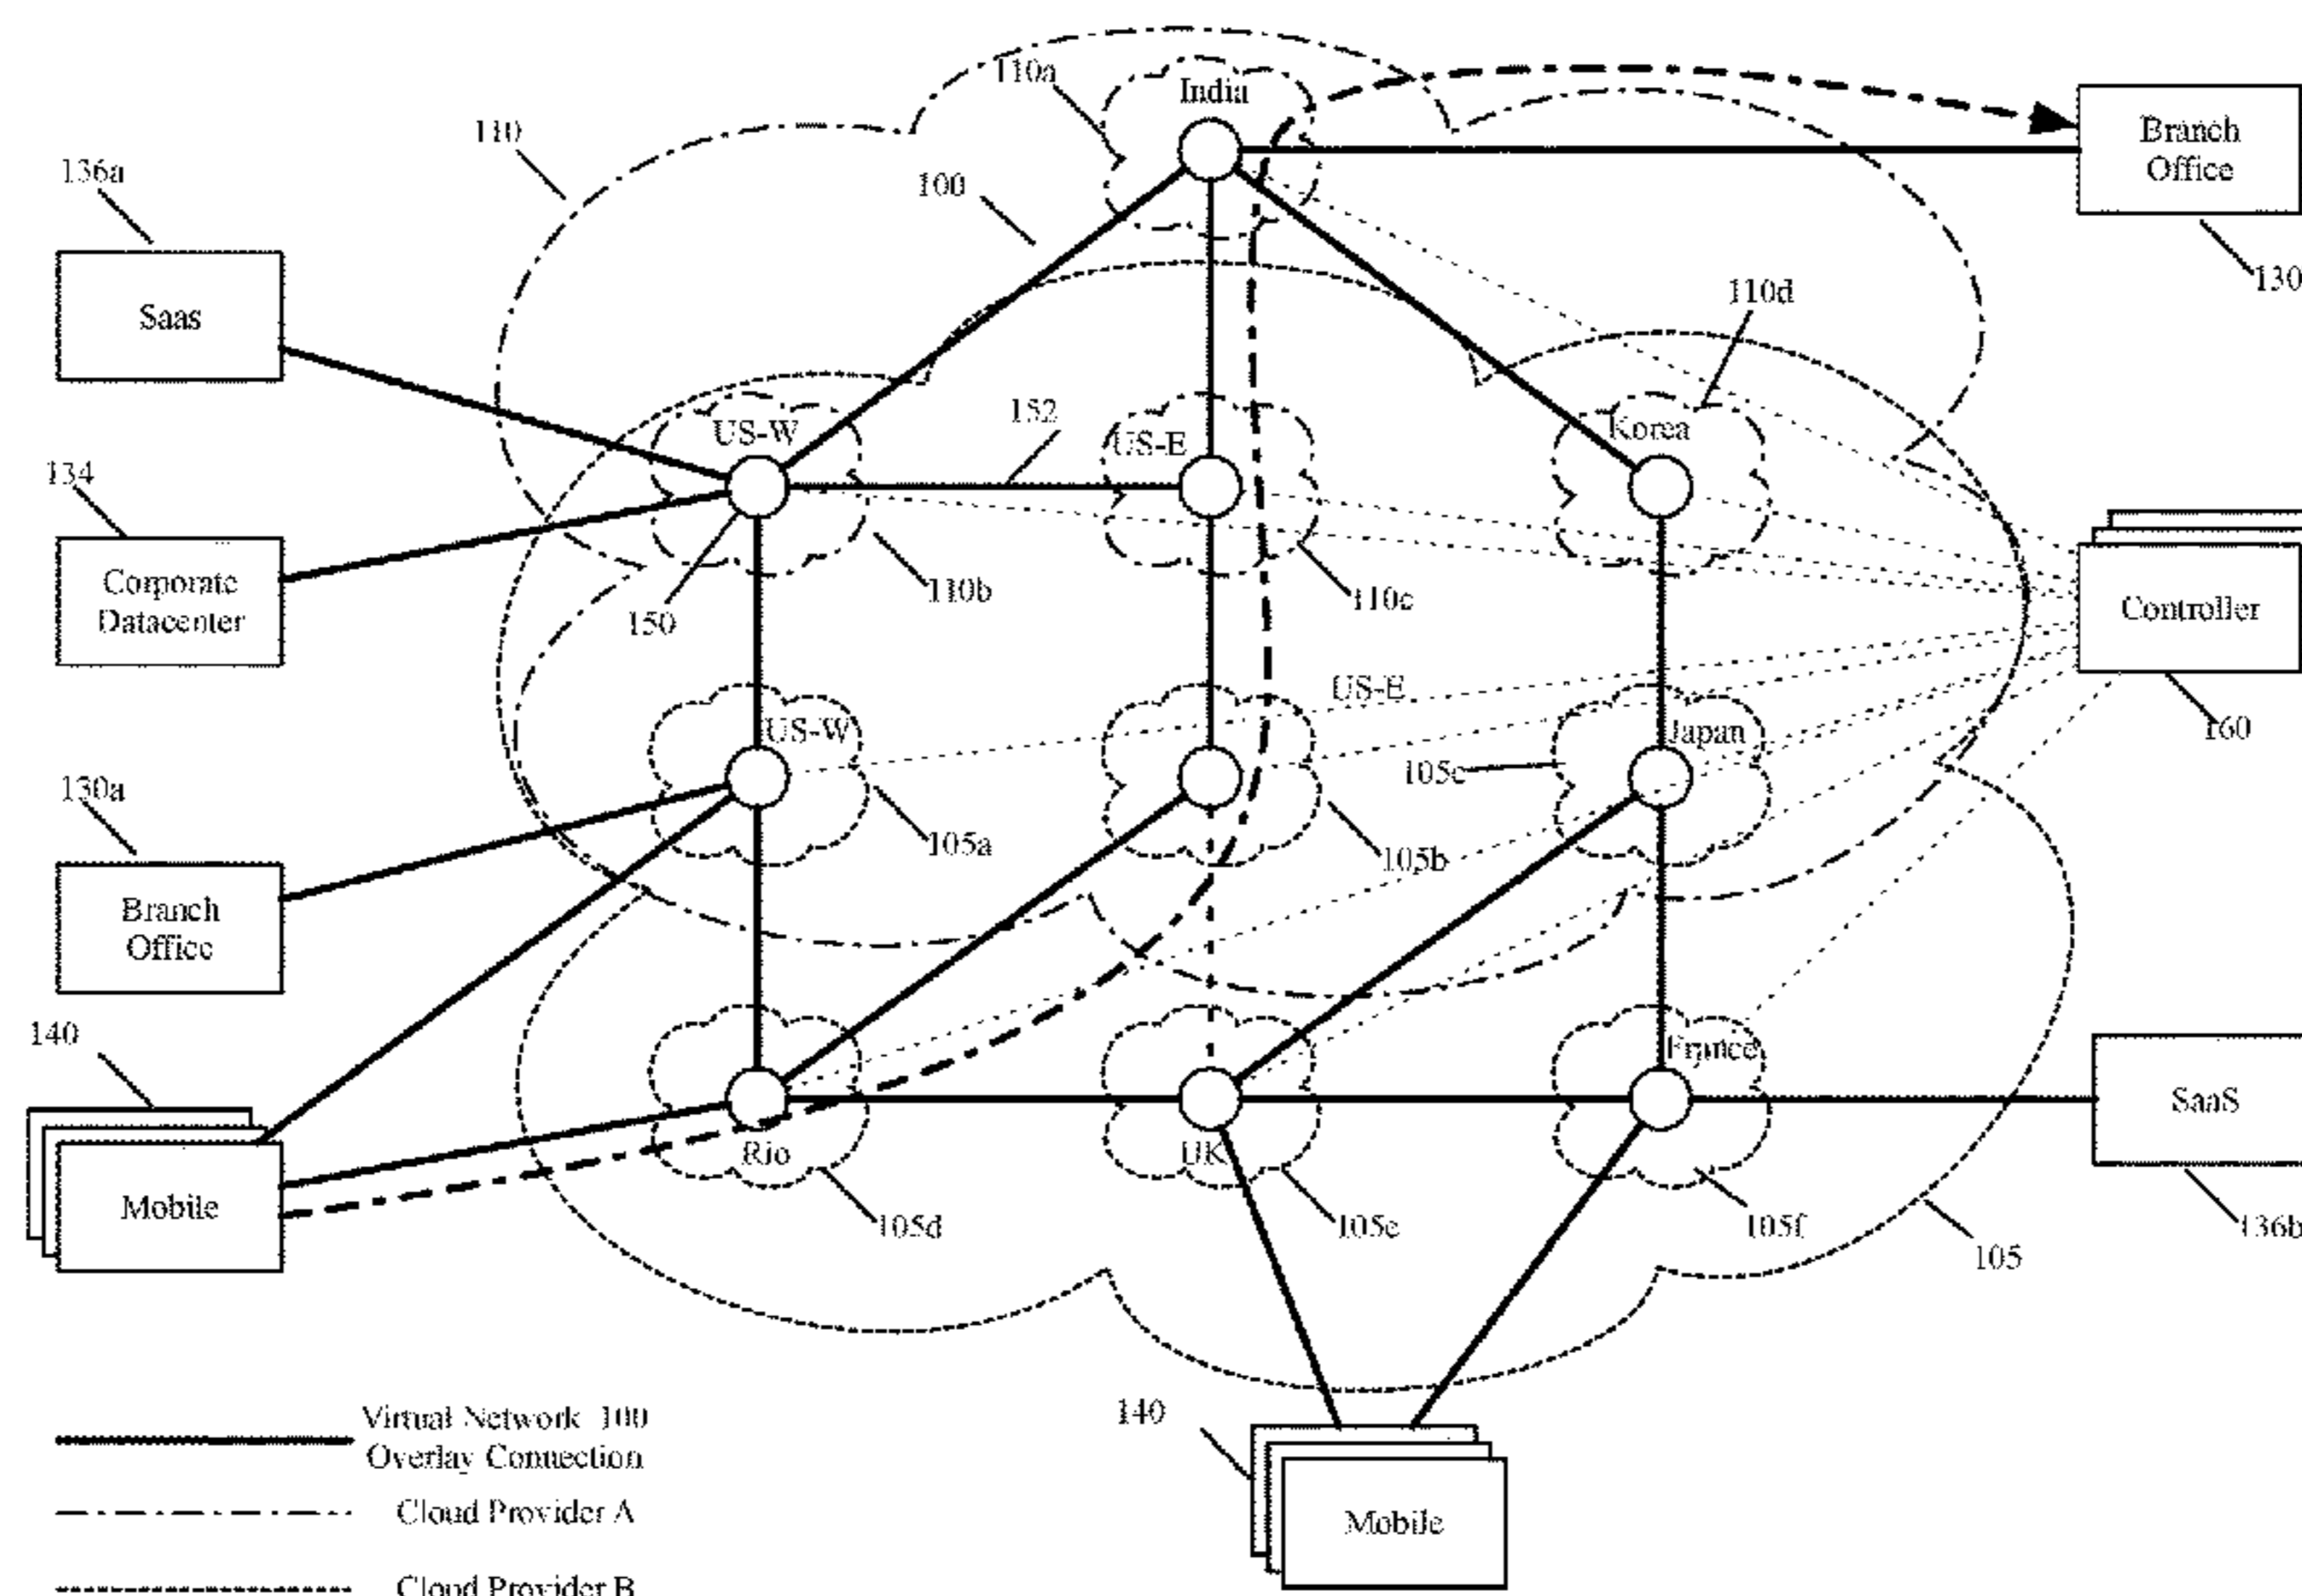 110a
India
110
Branch
Office
136a
100
130
110d
Saas
152
US-W
US-E
Korea
134
Corporate
Datacenter
150
110b
110c
Controller
US-E
US-W
Japan
160
130a
105c
105a
105b
Branch
Office
140
France
SaaS
Rio
UK
Mobile
105d
105e
105f
105
136b
140
Virtual Network 100
Overlay Connection
Cloud Provider A
Mobile
Cloud Provider B